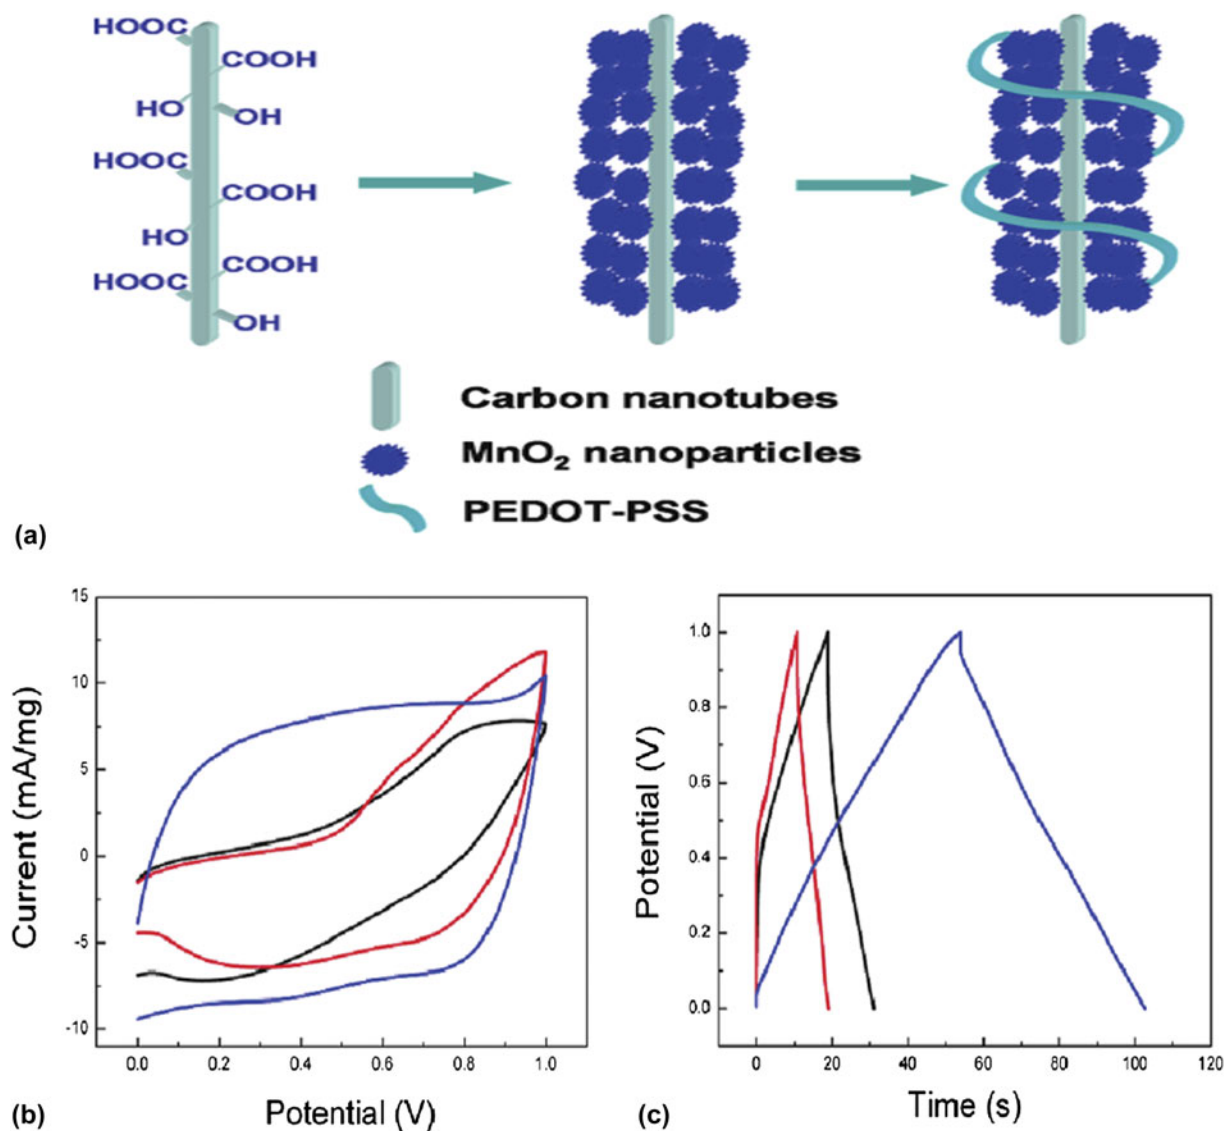 HOOC
COOH
HO
OH
HOOC
COOH
HO
COOH
HOOC
OH
Carbon nanotubes
MnO₂ nanoparticles
PEDOT-PSS
(a)
15
10
5
0
-5
-10
Current (mA/mg)
0.0 0.2 0.4 0.6 0.8 1.0
Potential (V)
(b)
1.0
0.8
0.6
0.4
0.2
0.0
Potential (V)
0 20 40 60 80 100 120
Time (s)
(c)